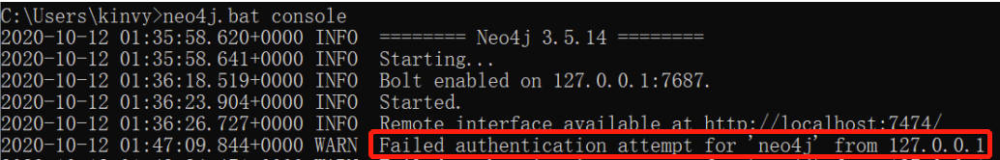 C:\Users\kinvy>neo4j.bat console
2020-10-12 01:35:58.620+0000 INFO  ======== Neo4j 3.5.14 ========
2020-10-12 01:35:58.641+0000 INFO  Starting...
2020-10-12 01:36:18.519+0000 INFO  Bolt enabled on 127.0.0.1:7687.
2020-10-12 01:36:23.904+0000 INFO  Started.
2020-10-12 01:36:26.727+0000 INFO  Remote interface available at http://localhost:7474/
2020-10-12 01:47:09.844+0000 WARN  Failed authentication attempt for 'neo4j' from 127.0.0.1